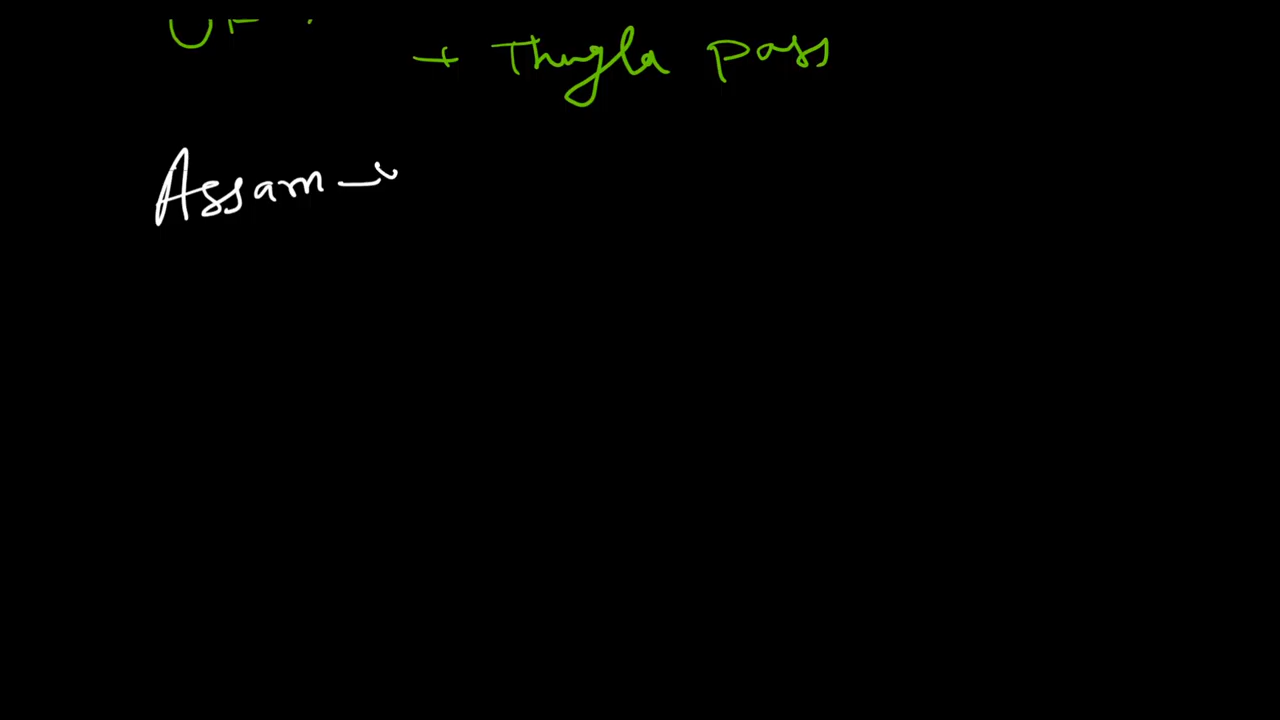 → Thugla pass
Assam →